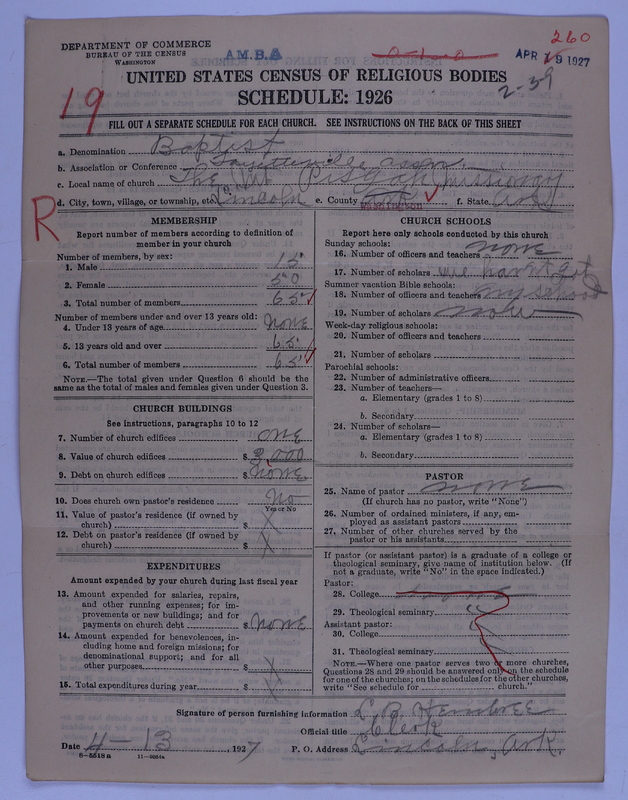 DEPARTMENT OF COMMERCE
BUREAU OF THE CENSUS
WASHINGTON
A.M.B.A
260
APR 19 1927
2-39
UNITED STATES CENSUS OF RELIGIOUS BODIES
SCHEDULE: 1926
19
FILL OUT A SEPARATE SCHEDULE FOR EACH CHURCH. SEE INSTRUCTIONS ON THE BACK OF THIS SHEET
a. Denomination Baptist
b. Association or Conference Fayetteville assn.
c. Local name of church The Mt Pisgah missionary
d. City, town, village, or township, etc. Lincoln e. County Washington f. State Ark
R
MEMBERSHIP
Report number of members according to definition of
member in your church
Number of members, by sex:
1. Male 15
2. Female 50
3. Total number of members 65
Number of members under and over 13 years old:
4. Under 13 years of age None
5. 13 years old and over 65
6. Total number of members 65
NOTE.—The total given under Question 6 should be the
same as the total of males and females given under Question 3.
CHURCH BUILDINGS
See instructions, paragraphs 10 to 12
7. Number of church edifices one
8. Value of church edifices $ 2,000
9. Debt on church edifices $ None
10. Does church own pastor's residence No
Yes or No
11. Value of pastor's residence (if owned by
church) $ X
12. Debt on pastor's residence (if owned by
church) $ X
EXPENDITURES
Amount expended by your church during last fiscal year
13. Amount expended for salaries, repairs,
and other running expenses; for im-
provements or new buildings; and for
payments on church debt $ None
14. Amount expended for benevolences, in-
cluding home and foreign missions; for
denominational support; and for all
other purposes $ X
15. Total expenditures during year $ X
CHURCH SCHOOLS
Report here only schools conducted by this church
Sunday schools:
16. Number of officers and teachers None
17. Number of scholars we havn't got
Summer vacation Bible schools:
18. Number of officers and teachers any school
19. Number of scholars None
Week-day religious schools:
20. Number of officers and teachers
21. Number of scholars
Parochial schools:
22. Number of administrative officers
23. Number of teachers—
a. Elementary (grades 1 to 8)
b. Secondary
24. Number of scholars—
a. Elementary (grades 1 to 8)
b. Secondary
PASTOR
25. Name of pastor None
(If church has no pastor, write "None")
26. Number of ordained ministers, if any, em-
ployed as assistant pastors
27. Number of other churches served by the
pastor or his assistants
If pastor (or assistant pastor) is a graduate of a college or
theological seminary, give name of institution below. (If
not a graduate, write "No" in the space indicated.)
Pastor:
28. College
29. Theological seminary
Assistant pastor:
30. College
31. Theological seminary
NOTE.—Where one pastor serves two or more churches,
Questions 28 and 29 should be answered only on the schedule
for one of the churches; on the schedules for the other churches,
write "See schedule for church."
Signature of person furnishing information L. B. Hembree
Official title Clerk
Date 4-13, 1927 P. O. Address Lincoln, Ark.
8-5518a 11-9054a